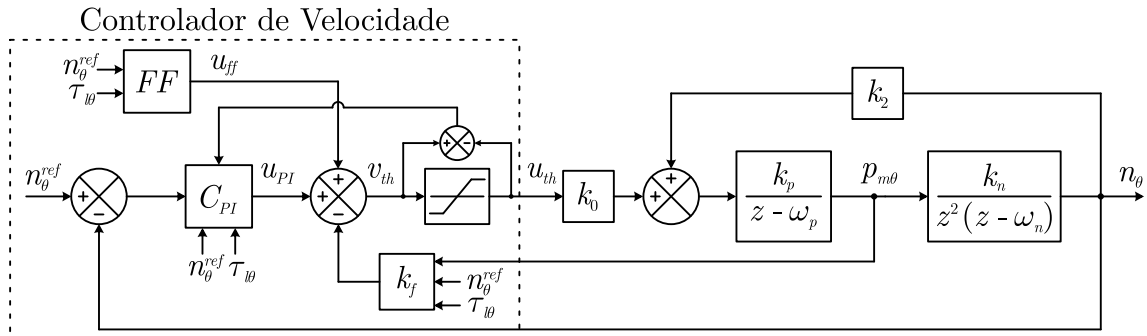 Controlador de Velocidade
n_θ^ref
τ_lθ
FF
u_ff
k_2
n_θ^ref
+
-
C_PI
u_PI
+
+
-
v_th
+
-
u_th
k_0
+
+
k_p
z - ω_p
p_mθ
k_n
z^2(z - ω_n)
n_θ
n_θ^ref τ_lθ
k_f
n_θ^ref
τ_lθ